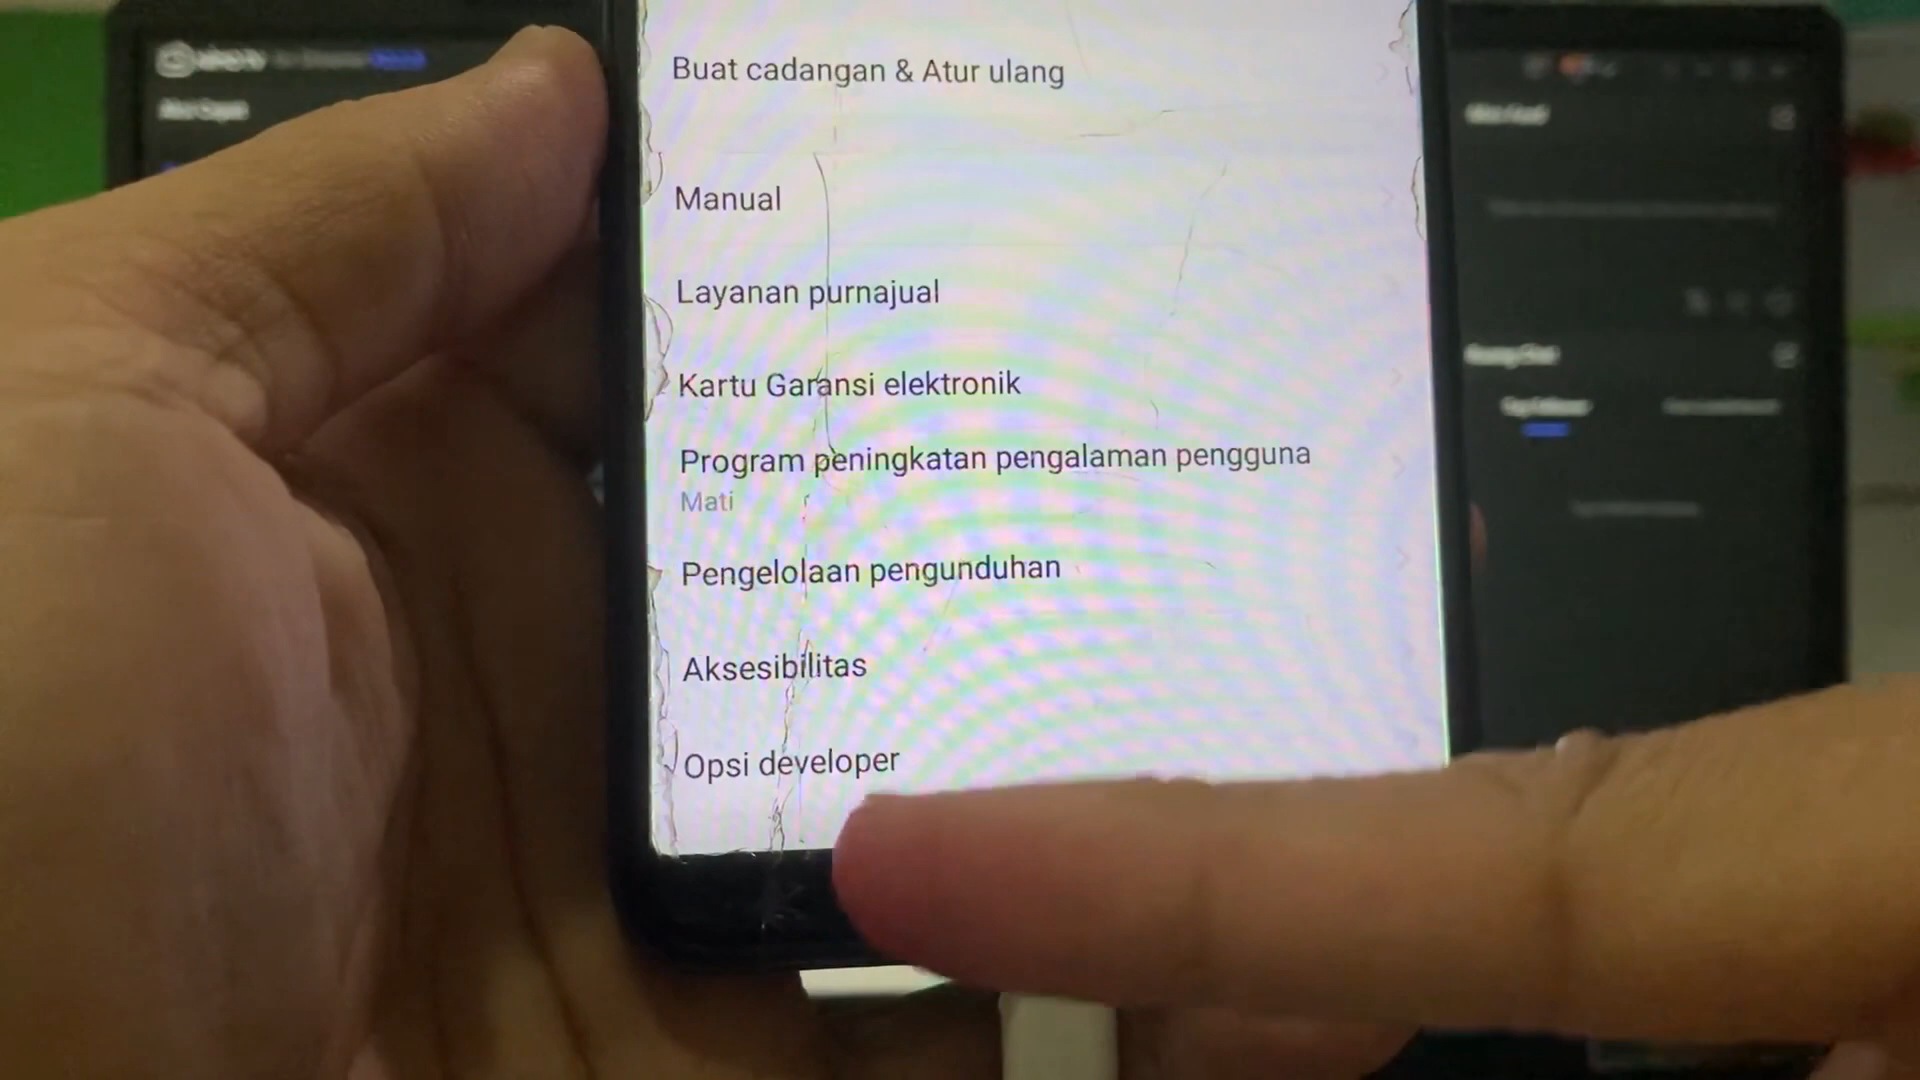 Buat cadangan & Atur ulang
Manual
Layanan purnajual
Kartu Garansi elektronik
Program peningkatan pengalaman pengguna
Mati
Pengelolaan pengunduhan
Aksesibilitas
Opsi developer